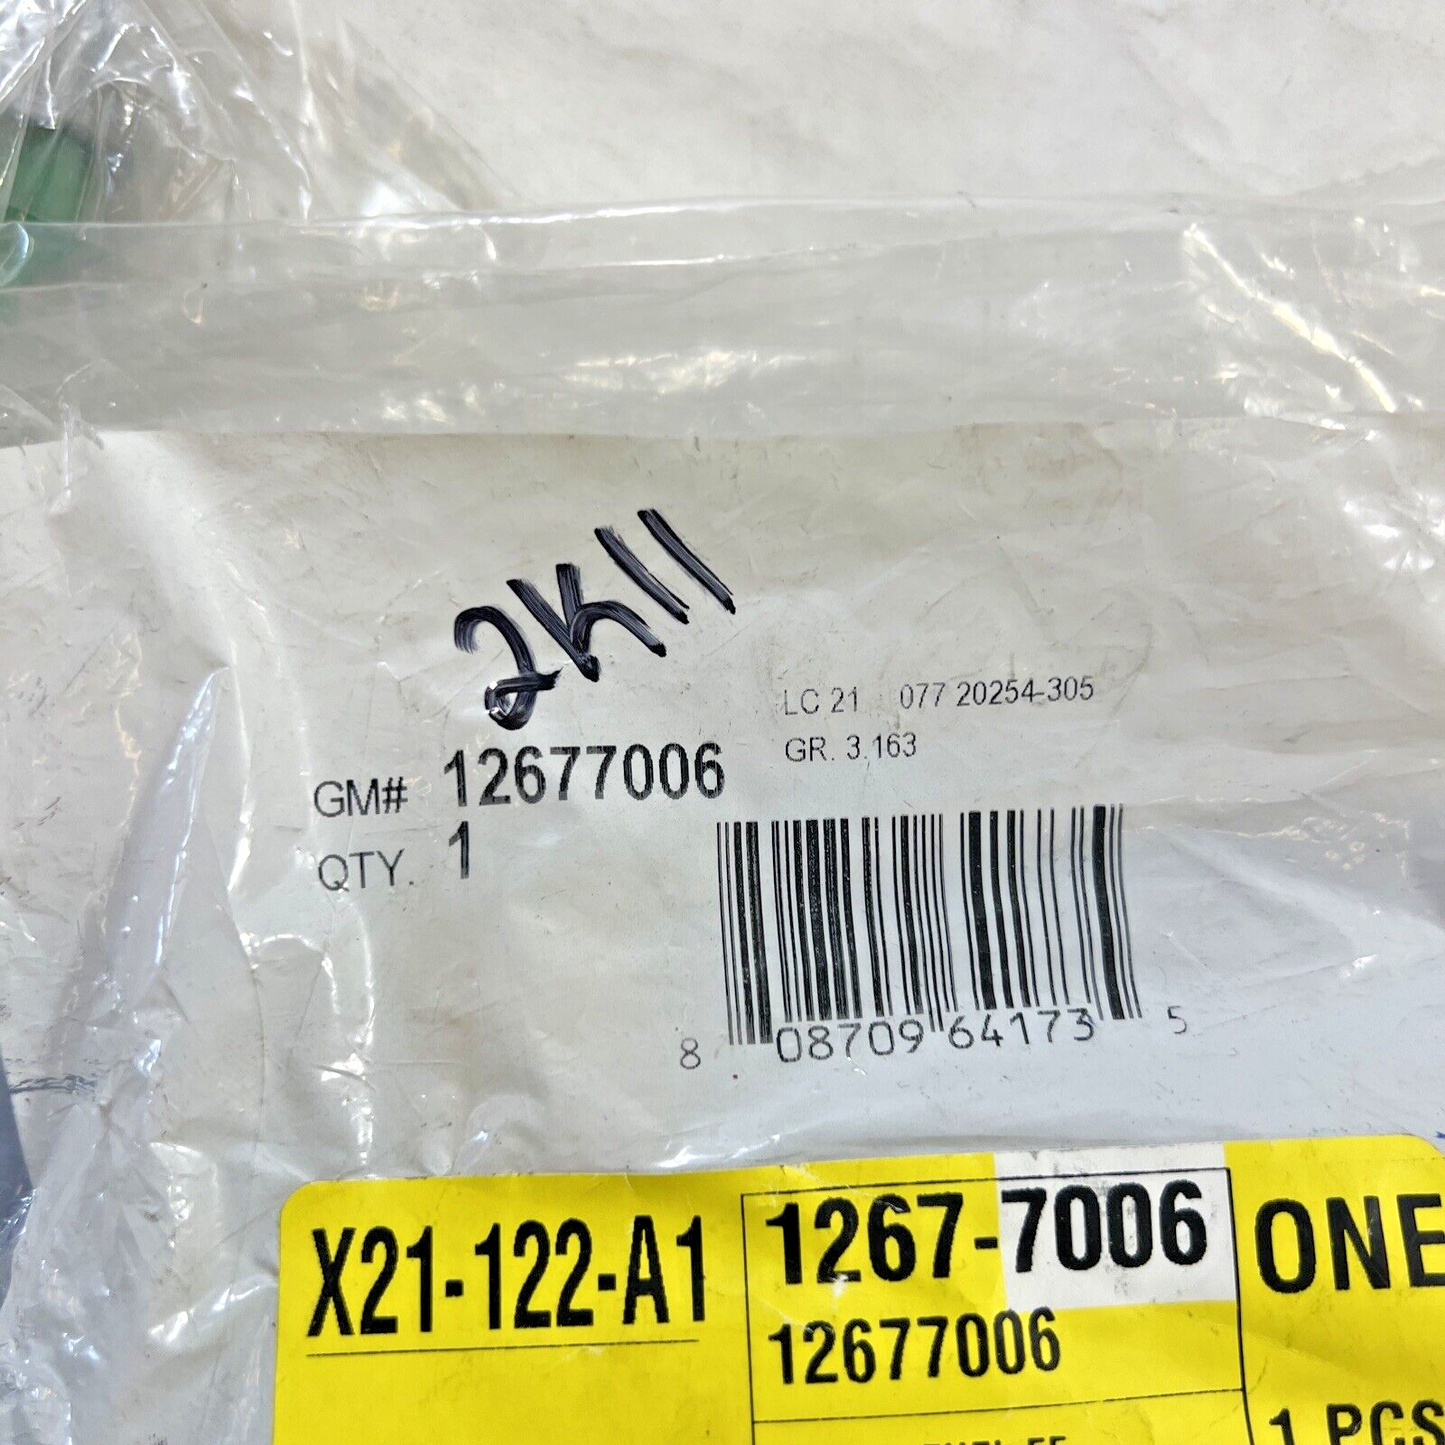 2K11
LC 21 077 20254-305
GR. 3.163
GM# 12677006
QTY. 1
8 08709 64173 5
X21-122-A1
1267-7006
12677006
ONE
1 PCS